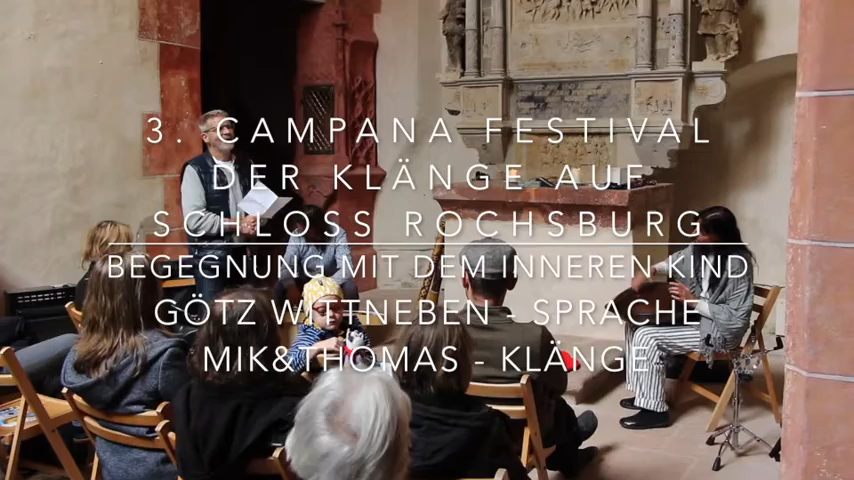 3. CAMPANA FESTIVAL
DER KLÄNGE AUF
SCHLOSS ROCHSBURG
BEGEGNUNG MIT DEM INNEREN KIND
GÖTZ WITTNEBEN - SPRACHE
MIK&THOMAS - KLÄNGE